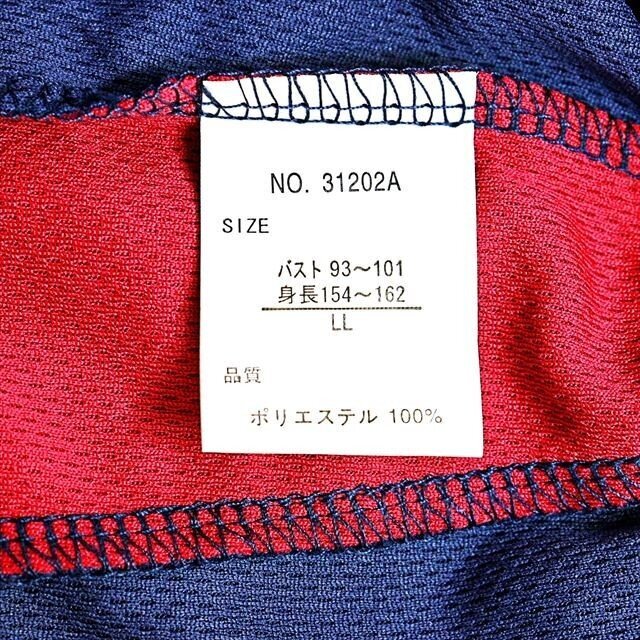 NO. 31202A
SIZE
バスト 93～101
身長154～162
LL
品質
ポリエステル 100%